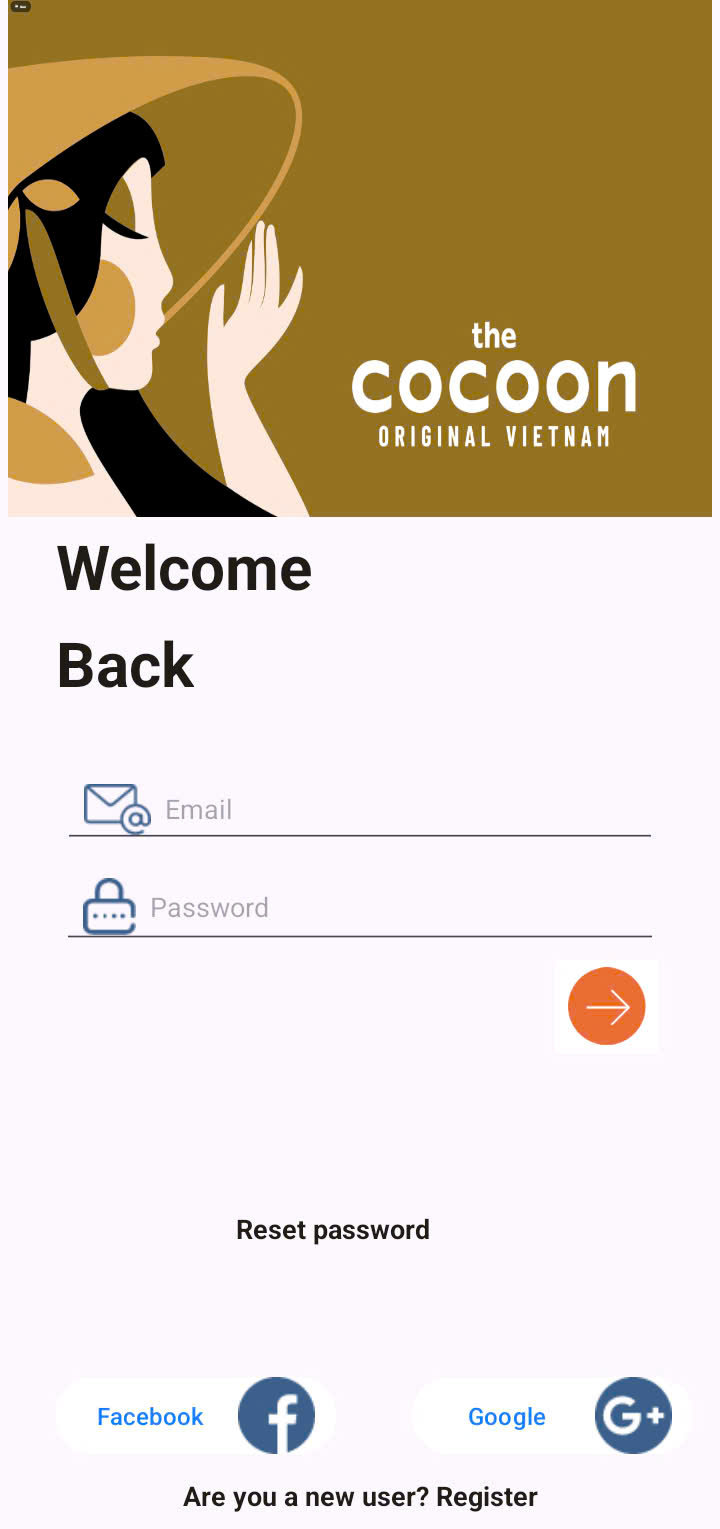 the
cocoon
ORIGINAL VIETNAM
Welcome
Back
Email
Password
Reset password
Facebook
Google
G+
Are you a new user? Register